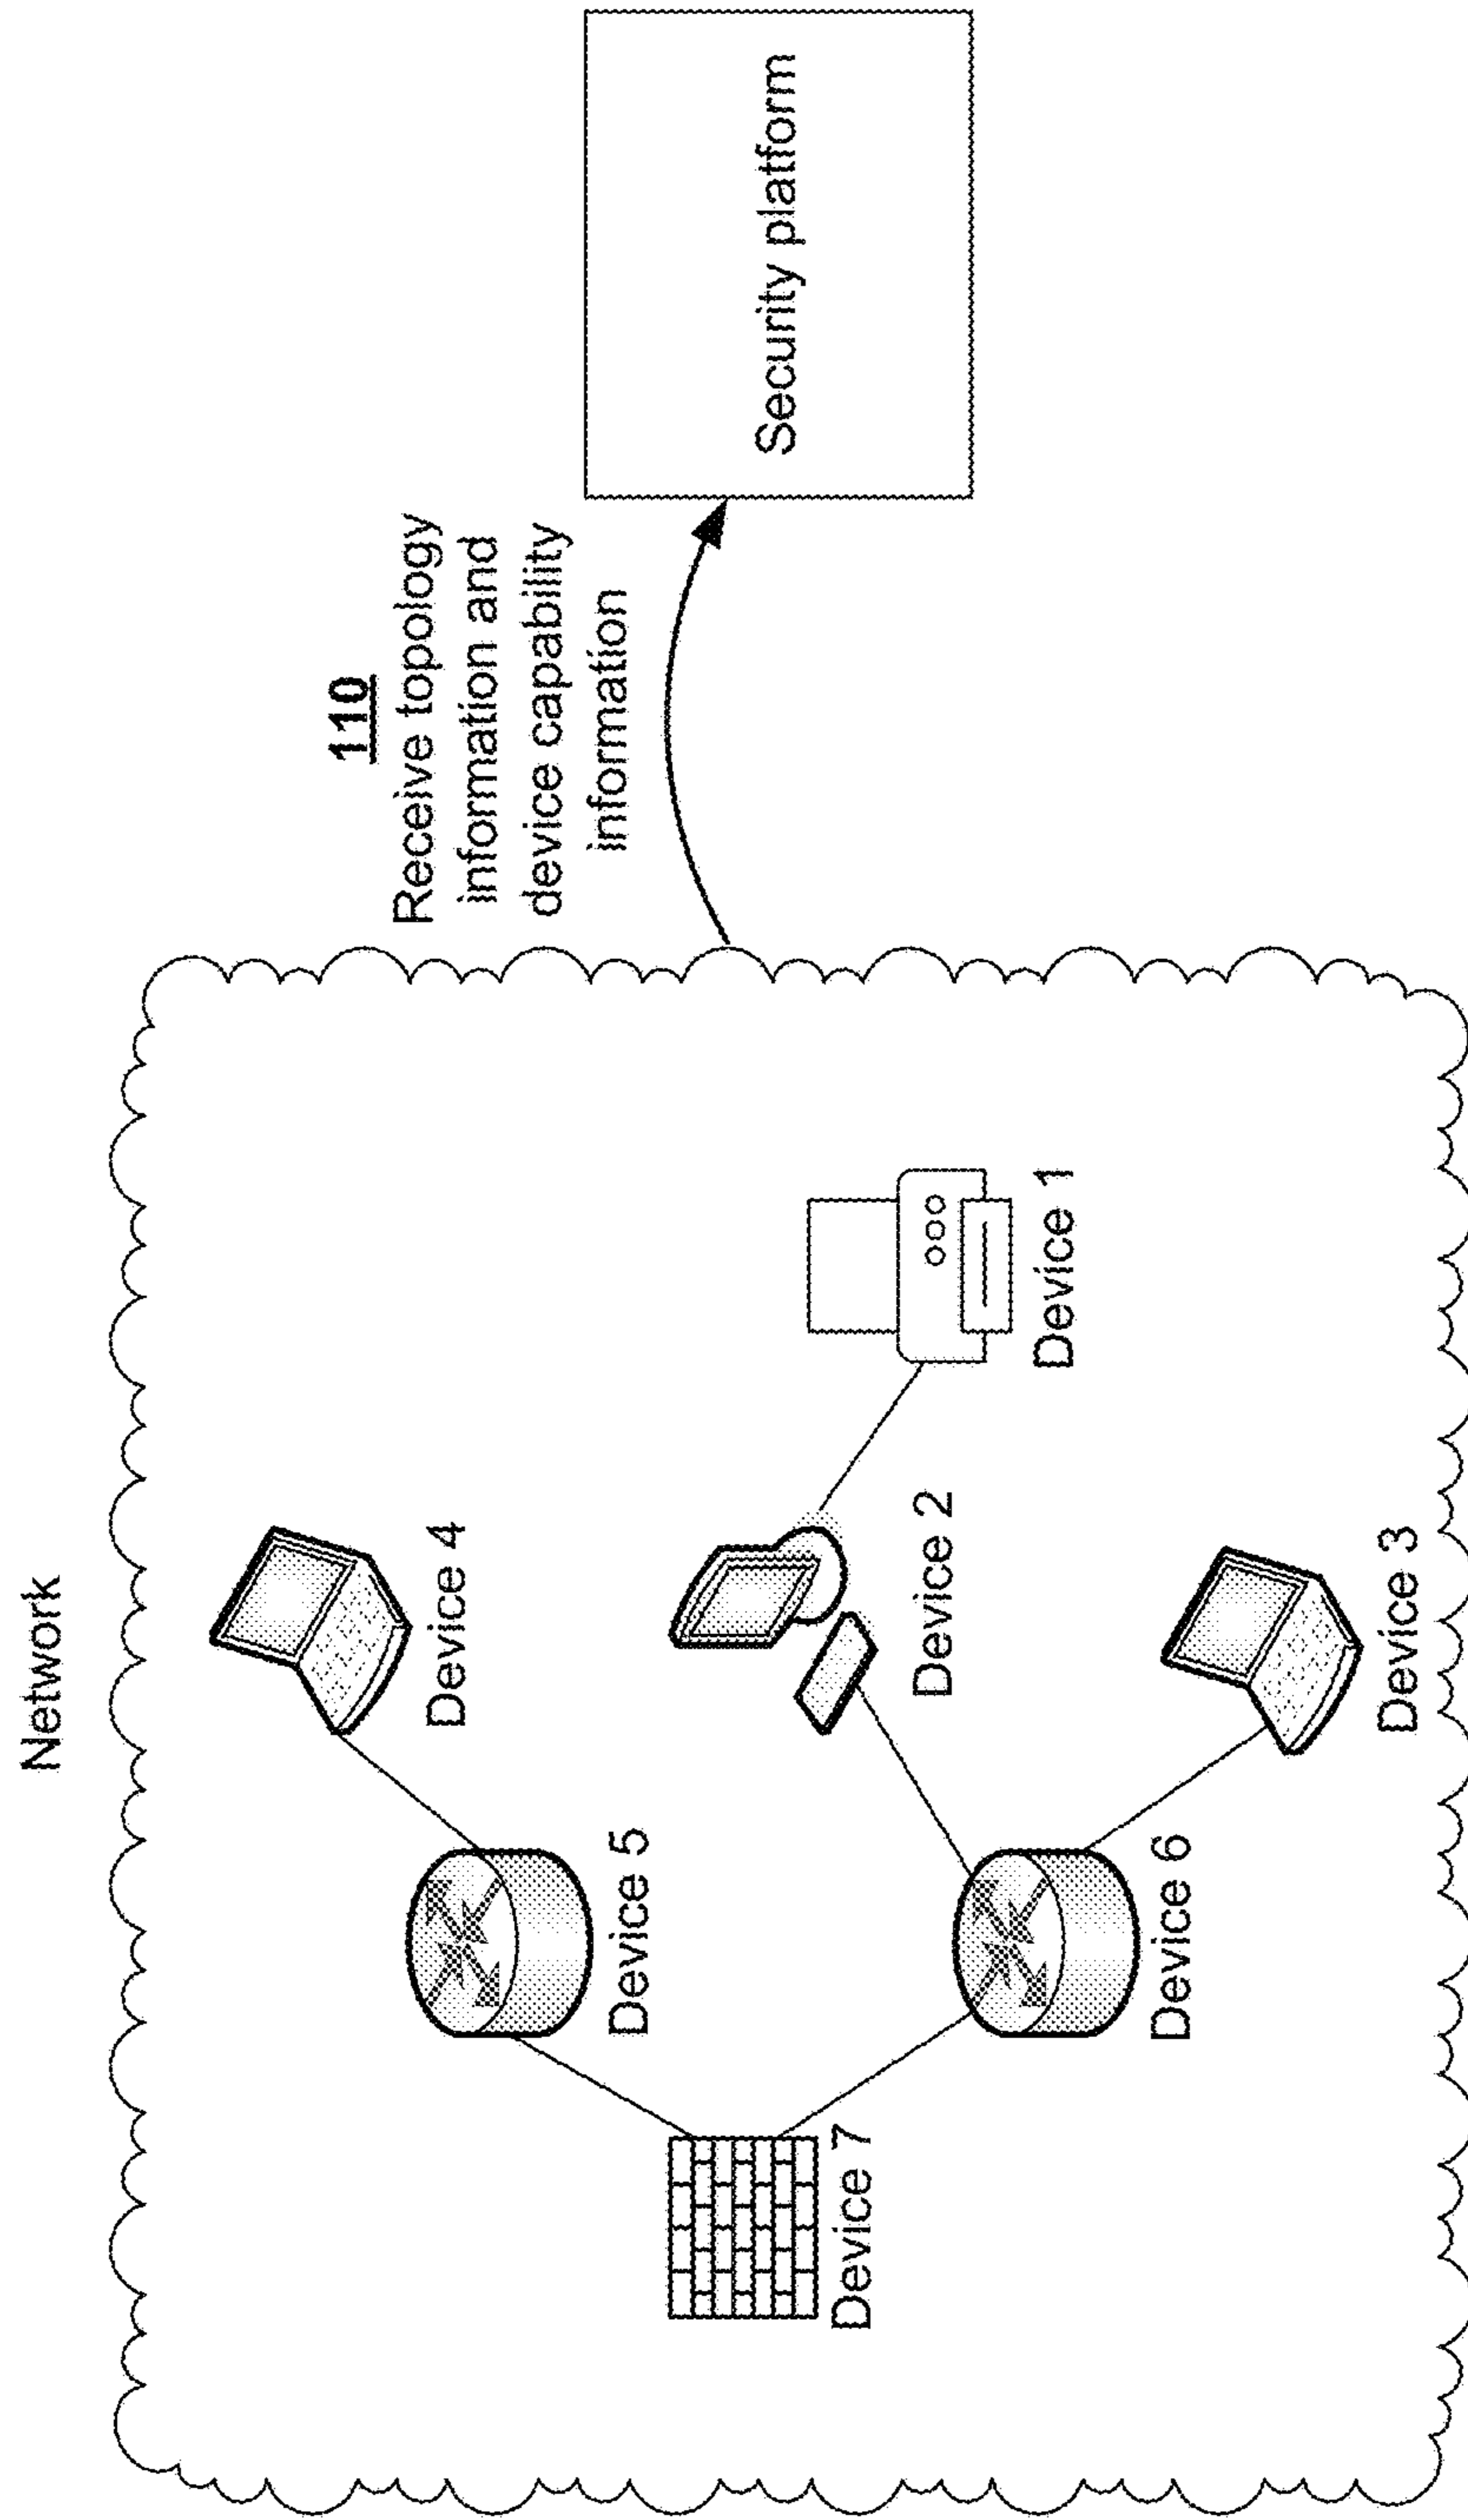 Network
110
Receive topology
information and
device capability
information
Security platform
Device 4
Device 5
Device 7
Device 2
Device 1
Device 6
Device 3